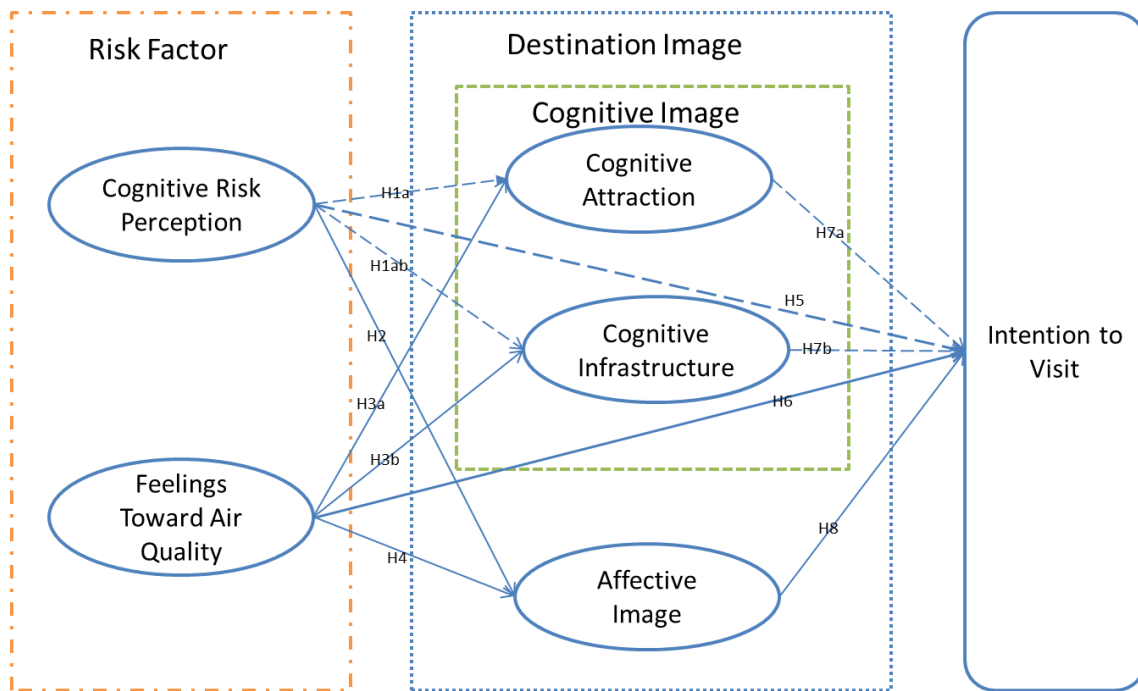 Risk Factor
Destination Image
Cognitive Image
Cognitive Risk
Perception
Cognitive
Attraction
H1a
H7a
H1ab
H5
H2
Cognitive
Infrastructure
H7b
Intention to
Visit
H3a
H6
H3b
Feelings
Toward Air
Quality
H4
H8
Affective
Image